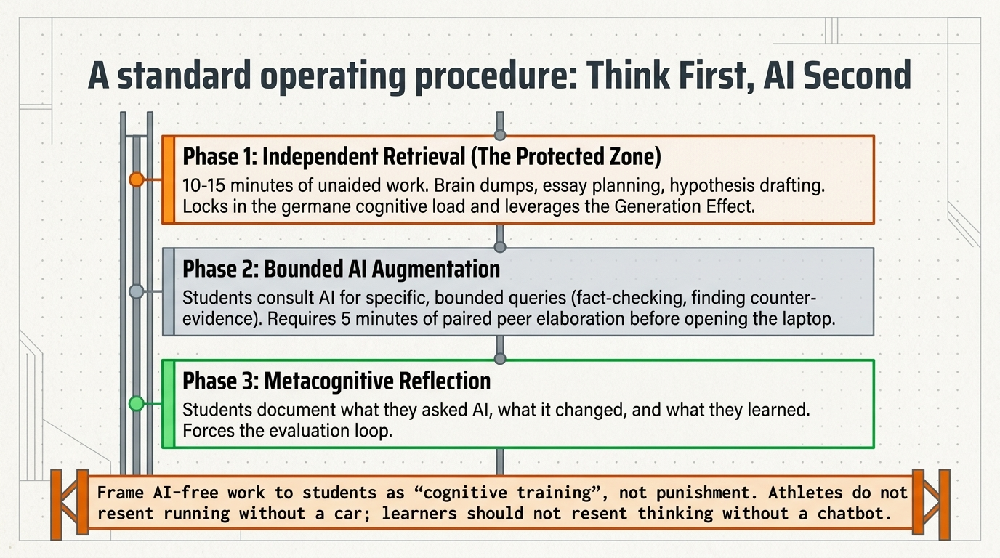 A standard operating procedure: Think First, AI Second
Phase 1: Independent Retrieval (The Protected Zone)
10-15 minutes of unaided work. Brain dumps, essay planning, hypothesis drafting.
Locks in the germane cognitive load and leverages the Generation Effect.
Phase 2: Bounded AI Augmentation
Students consult AI for specific, bounded queries (fact-checking, finding counter-
evidence). Requires 5 minutes of paired peer elaboration before opening the laptop.
Phase 3: Metacognitive Reflection
Students document what they asked AI, what it changed, and what they learned.
Forces the evaluation loop.
Frame AI-free work to students as “cognitive training”, not punishment. Athletes do not
resent running without a car; learners should not resent thinking without a chatbot.